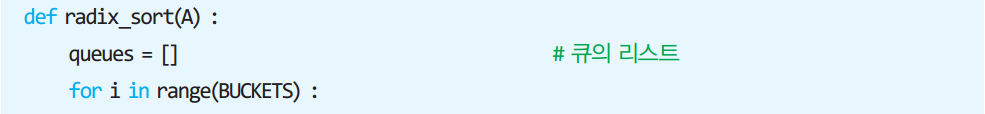 def radix_sort(A) :
queues = [] # 큐의 리스트
for i in range(BUCKETS) :